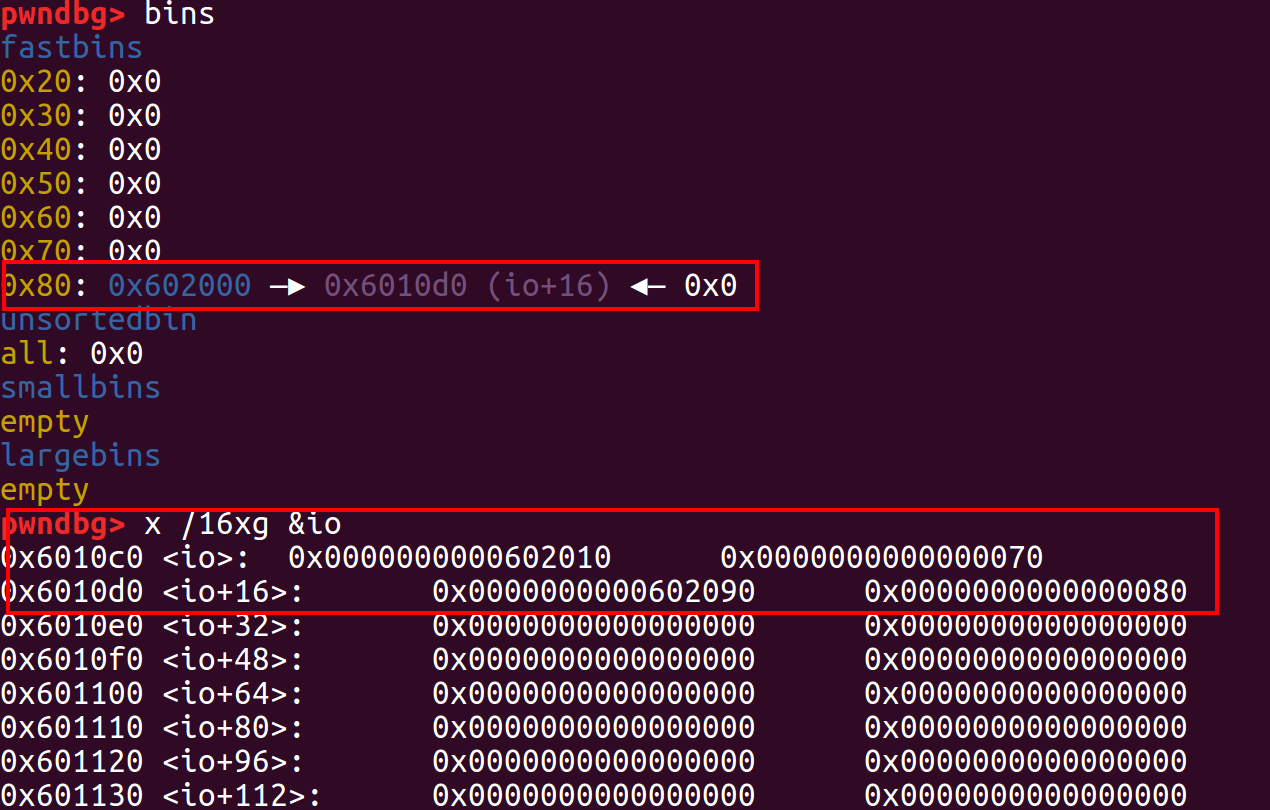 pwndbg> bins
fastbins
0x20: 0x0
0x30: 0x0
0x40: 0x0
0x50: 0x0
0x60: 0x0
0x70: 0x0
0x80: 0x602000 —▸ 0x6010d0 (io+16) ◂— 0x0
unsortedbin
all: 0x0
smallbins
empty
largebins
empty
pwndbg> x /16xg &io
0x6010c0 <io>: 0x0000000000602010 0x0000000000000070
0x6010d0 <io+16>: 0x0000000000602090 0x0000000000000080
0x6010e0 <io+32>: 0x0000000000000000 0x0000000000000000
0x6010f0 <io+48>: 0x0000000000000000 0x0000000000000000
0x601100 <io+64>: 0x0000000000000000 0x0000000000000000
0x601110 <io+80>: 0x0000000000000000 0x0000000000000000
0x601120 <io+96>: 0x0000000000000000 0x0000000000000000
0x601130 <io+112>: 0x0000000000000000 0x0000000000000000